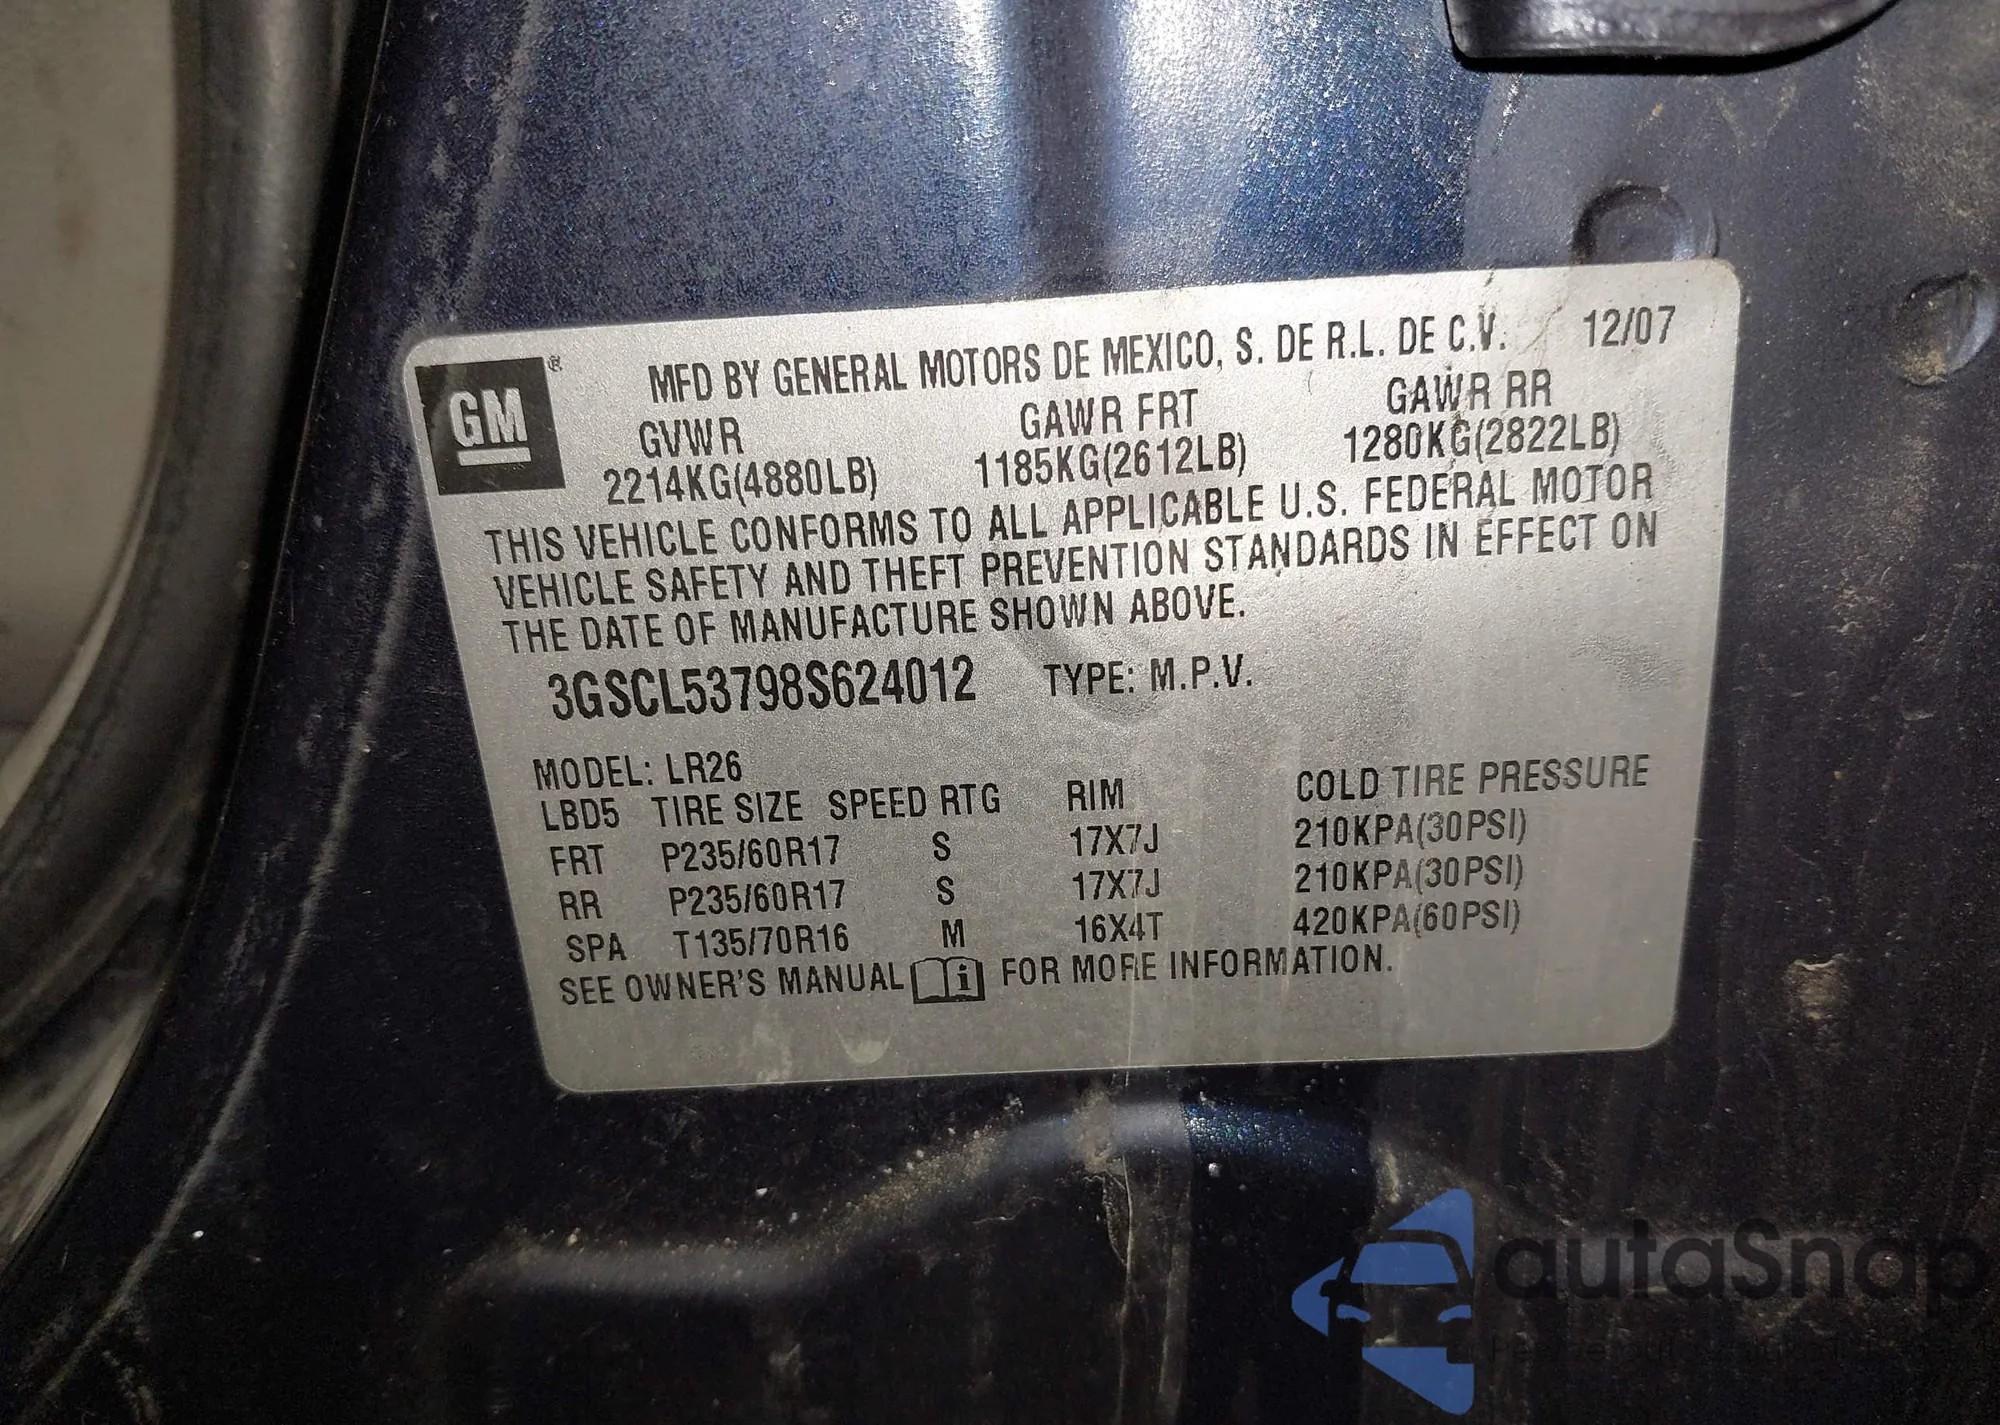 GM ®
MFD BY GENERAL MOTORS DE MEXICO, S. DE R.L. DE C.V. 12/07
GVWR GAWR FRT GAWR RR
2214KG(4880LB) 1185KG(2612LB) 1280KG(2822LB)
THIS VEHICLE CONFORMS TO ALL APPLICABLE U.S. FEDERAL MOTOR
VEHICLE SAFETY AND THEFT PREVENTION STANDARDS IN EFFECT ON
THE DATE OF MANUFACTURE SHOWN ABOVE.
3GSCL53798S624012 TYPE: M.P.V.
MODEL: LR26
LBD5 TIRE SIZE SPEED RTG RIM COLD TIRE PRESSURE
FRT P235/60R17 S 17X7J 210KPA(30PSI)
RR P235/60R17 S 17X7J 210KPA(30PSI)
SPA T135/70R16 M 16X4T 420KPA(60PSI)
SEE OWNER'S MANUAL i FOR MORE INFORMATION.
autaSnap